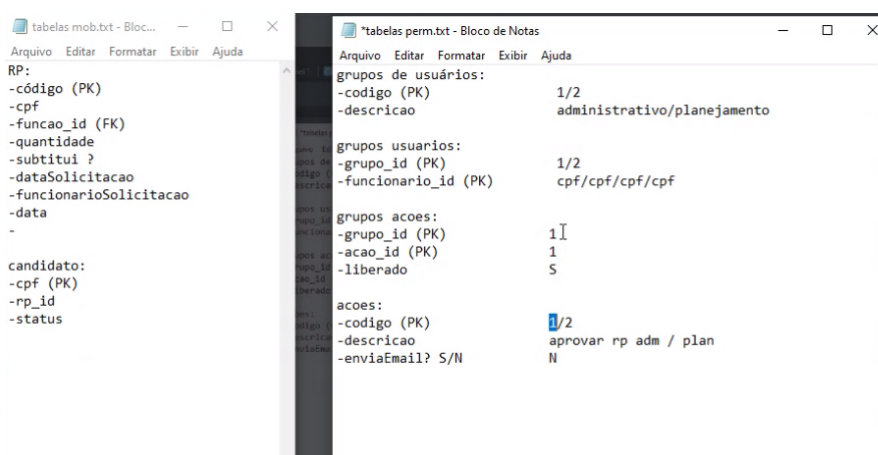 tabelas mob.txt - Bloc...
Arquivo Editar Formatar Exibir Ajuda
RP:
-código (PK)
-cpf
-funcao_id (FK)
-quantidade
-subtitui ?
-dataSolicitacao
-funcionarioSolicitacao
-data
-
candidato:
-cpf (PK)
-rp_id
-status
*tabelas perm.txt - Bloco de Notas
Arquivo Editar Formatar Exibir Ajuda
grupos de usuários:
-codigo (PK) 1/2
-descricao administrativo/planejamento
grupos usuarios:
-grupo_id (PK) 1/2
-funcionario_id (PK) cpf/cpf/cpf/cpf
grupos acoes:
-grupo_id (PK) 1
-acao_id (PK) 1
-liberado S
acoes:
-codigo (PK) 1/2
-descricao aprovar rp adm / plan
-enviaEmail? S/N N